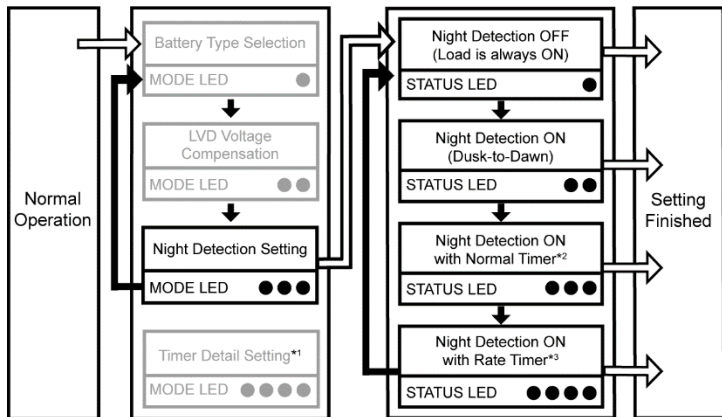 Normal
Operation
Battery Type Selection
MODE LED
LVD Voltage
Compensation
MODE LED
Night Detection Setting
MODE LED
Timer Detail Setting*1
MODE LED
Night Detection OFF
(Load is always ON)
STATUS LED
Night Detection ON
(Dusk-to-Dawn)
STATUS LED
Night Detection ON
with Normal Timer*2
STATUS LED
Night Detection ON
with Rate Timer*3
STATUS LED
Setting
Finished